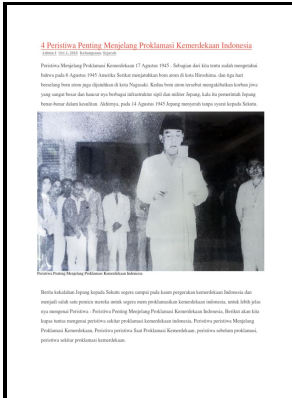 4 Peristiwa Penting Menjelang Proklamasi Kemerdekaan Indonesia
Peristiwa Menjelang Proklamasi Kemerdekaan 17 Agustus 1945 - Sebagian dari kita tentu sudah mengetahui
bahwa pada 6 Agustus 1945 Amerika Serikat menjatuhkan bom atom di kota Hiroshima, dan tiga hari
berselang bom atom juga dijatuhkan di kota Nagasaki. Kedua bom atom tersebut mengakibatkan korban jiwa
yang sangat besar dan hancur nya berbagai infrastruktur sipil dan militer Jepang, kala itu pemerintah Jepang
benar-benar dalam kesulitan. Akhirnya, pada 14 Agustus 1945 Jepang menyerah tanpa syarat kepada Sekutu.
Peristiwa Penting Menjelang Proklamasi Kemerdekaan Indonesia
Berita kekalahan Jepang kepada Sekutu segera sampai pada kaum pergerakan kemerdekaan Indonesia dan
menjadi salah satu pemicu mereka untuk segera mem proklamasikan kemerdekaan indonesia, untuk lebih jelas
nya mengenai Peristiwa - Peristiwa Penting Menjelang Proklamasi Kemerdekaan Indonesia, Berikut akan kita
kupas tuntas mengenai peristiwa sekitar proklamasi kemerdekaan indonesia, Peristiwa peristiwa Menjelang
Proklamasi Kemerdekaan, Peristiwa peristiwa Saat Proklamasi Kemerdekaan, peristiwa sebelum proklamasi,
peristiwa sekitar proklamasi kemerdekaan.